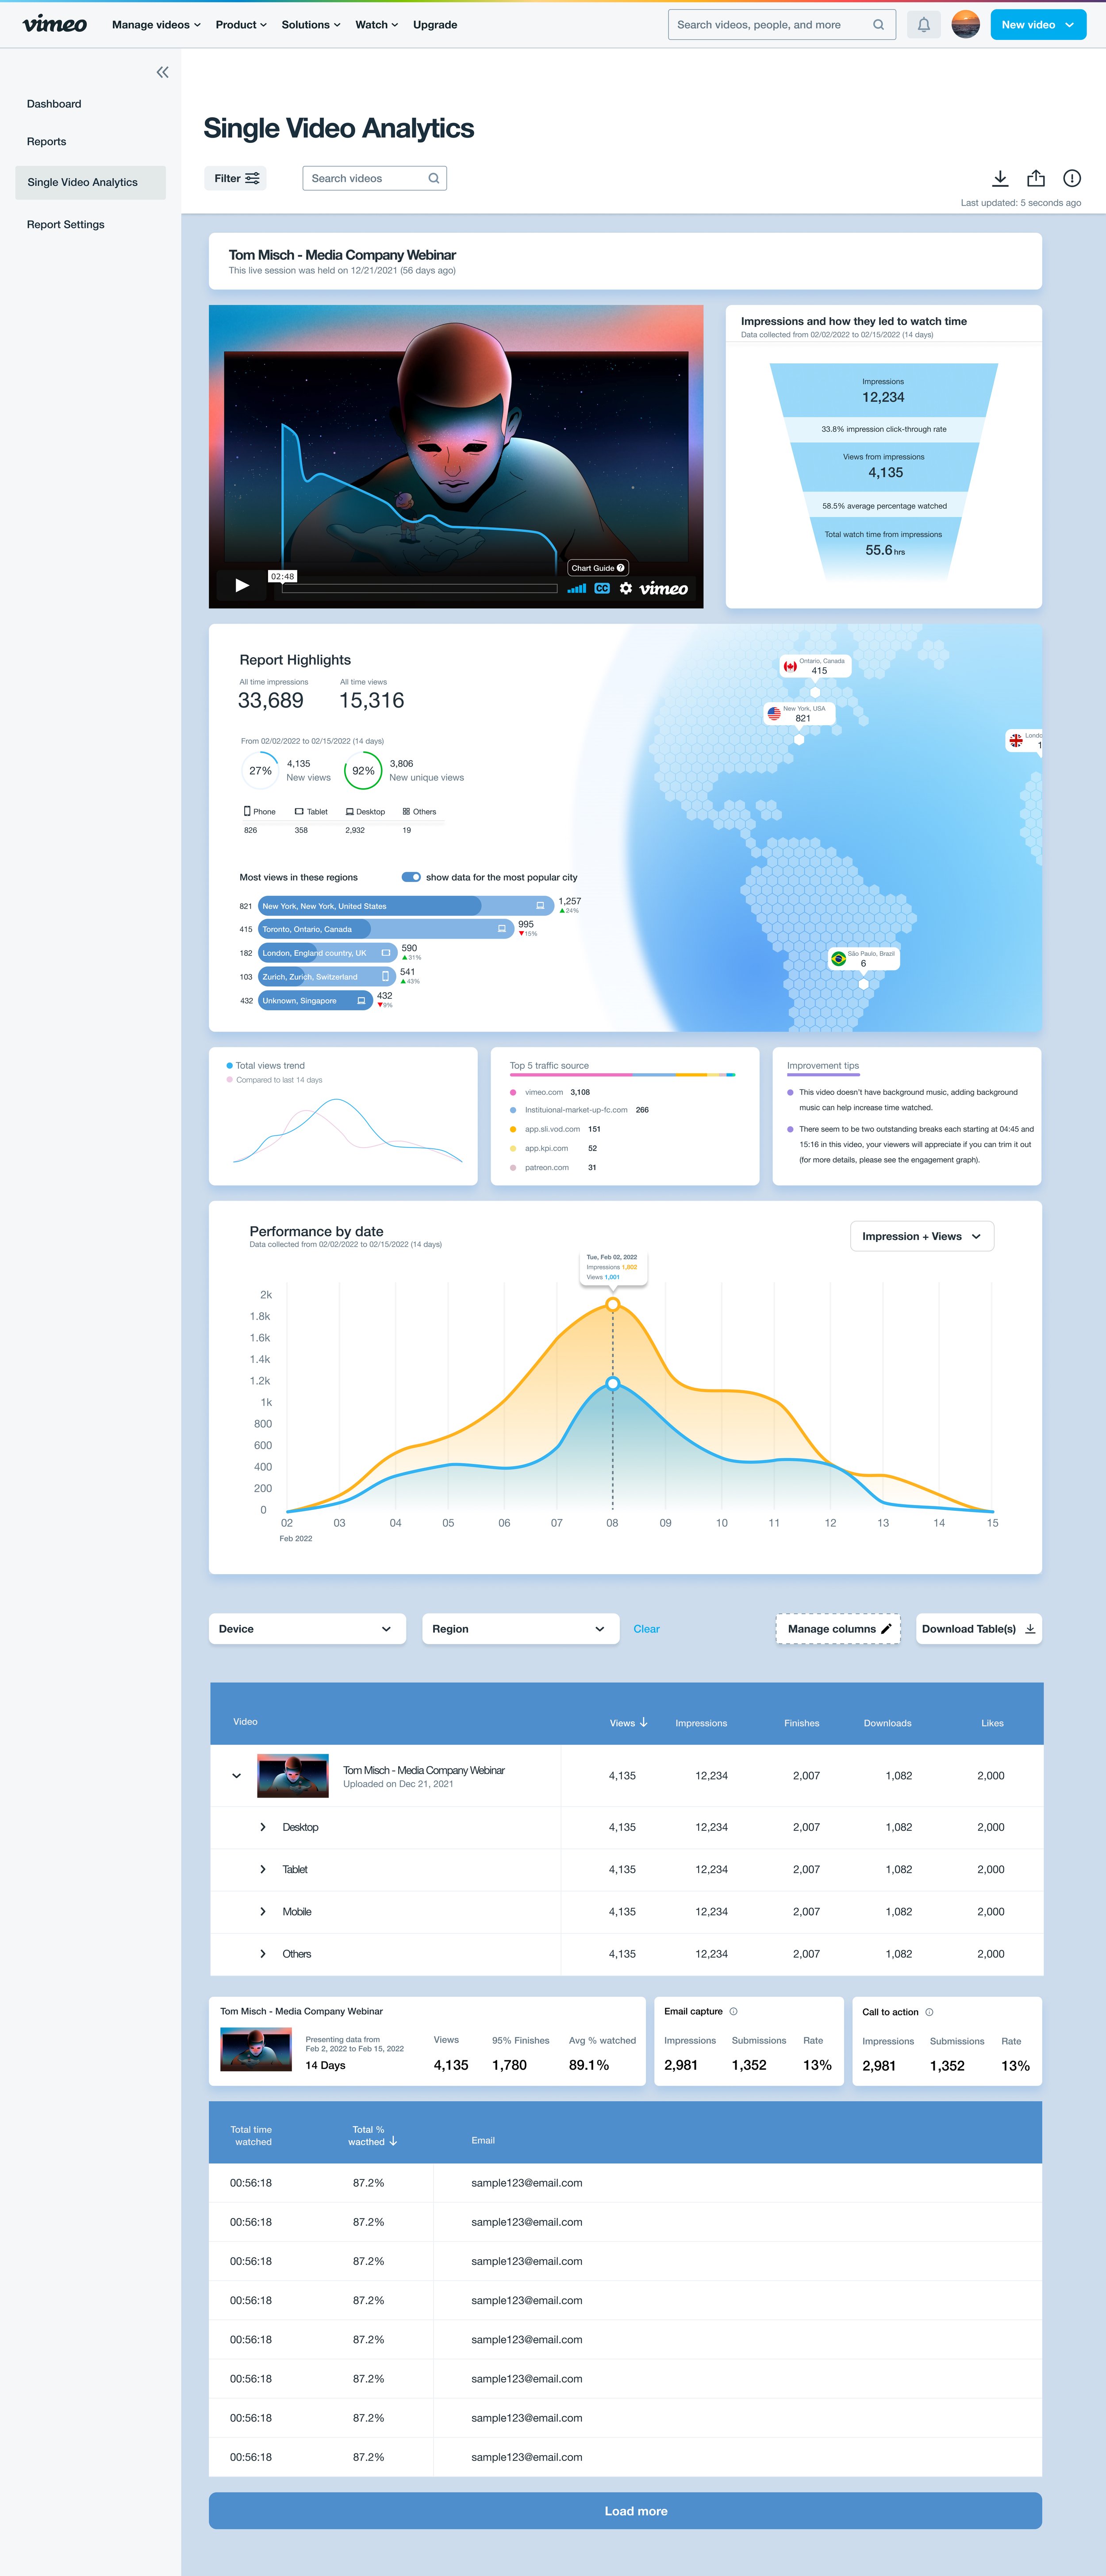 vimeo
Manage videos Product Solutions Watch Upgrade
Search videos, people, and more
New video
Dashboard
Reports
Single Video Analytics
Report Settings
Single Video Analytics
Filter
Search videos
Last updated: 5 seconds ago
Tom Misch - Media Company Webinar
This live session was held on 12/21/2021 (56 days ago)
02:48
Chart Guide ?
CC
vimeo
Impressions and how they led to watch time
Data collected from 02/02/2022 to 02/15/2022 (14 days)
Impressions
12,234
33.8% impression click-through rate
Views from impressions
4,135
58.5% average percentage watched
Total watch time from impressions
55.6 hrs
Report Highlights
All time impressions All time views
33,689 15,316
From 02/02/2022 to 02/15/2022 (14 days)
27%
4,135
New views
92%
3,806
New unique views
Phone Tablet Desktop Others
826 358 2,932 19
Most views in these regions
show data for the most popular city
821 New York, New York, United States 1,257
▲24%
415 Toronto, Ontario, Canada 995
▼15%
182 London, England country, UK 590
▲31%
103 Zurich, Zurich, Switzerland 541
▲43%
432 Unknown, Singapore 432
▼9%
Ontario, Canada
415
New York, USA
821
Londo
1
São Paulo, Brazil
6
Total views trend
Compared to last 14 days
Top 5 traffic source
vimeo.com 3,108
Instituional-market-up-fc.com 266
app.sli.vod.com 151
app.kpi.com 52
patreon.com 31
Improvement tips
This video doesn't have background music, adding background
music can help increase time watched.
There seem to be two outstanding breaks each starting at 04:45 and
15:16 in this video, your viewers will appreciate if you can trim it out
(for more details, please see the engagement graph).
Performance by date
Data collected from 02/02/2022 to 02/15/2022 (14 days)
Impression + Views
Tue, Feb 02, 2022
Impressions 1,802
Views 1,001
2k
1.8k
1.6k
1.4k
1.2k
1k
800
600
400
200
0
02 03 04 05 06 07 08 09 10 11 12 13 14 15
Feb 2022
Device
Region
Clear
Manage columns
Download Table(s)
Video Views Impressions Finishes Downloads Likes
Tom Misch - Media Company Webinar
Uploaded on Dec 21, 2021
4,135 12,234 2,007 1,082 2,000
Desktop 4,135 12,234 2,007 1,082 2,000
Tablet 4,135 12,234 2,007 1,082 2,000
Mobile 4,135 12,234 2,007 1,082 2,000
Others 4,135 12,234 2,007 1,082 2,000
Tom Misch - Media Company Webinar
Presenting data from
Feb 2, 2022 to Feb 15, 2022
14 Days
Views 95% Finishes Avg % watched
4,135 1,780 89.1%
Email capture
Impressions Submissions Rate
2,981 1,352 13%
Call to action
Impressions Submissions Rate
2,981 1,352 13%
Total time
watched
Total %
wacthed
Email
00:56:18 87.2% sample123@email.com
00:56:18 87.2% sample123@email.com
00:56:18 87.2% sample123@email.com
00:56:18 87.2% sample123@email.com
00:56:18 87.2% sample123@email.com
00:56:18 87.2% sample123@email.com
00:56:18 87.2% sample123@email.com
00:56:18 87.2% sample123@email.com
Load more